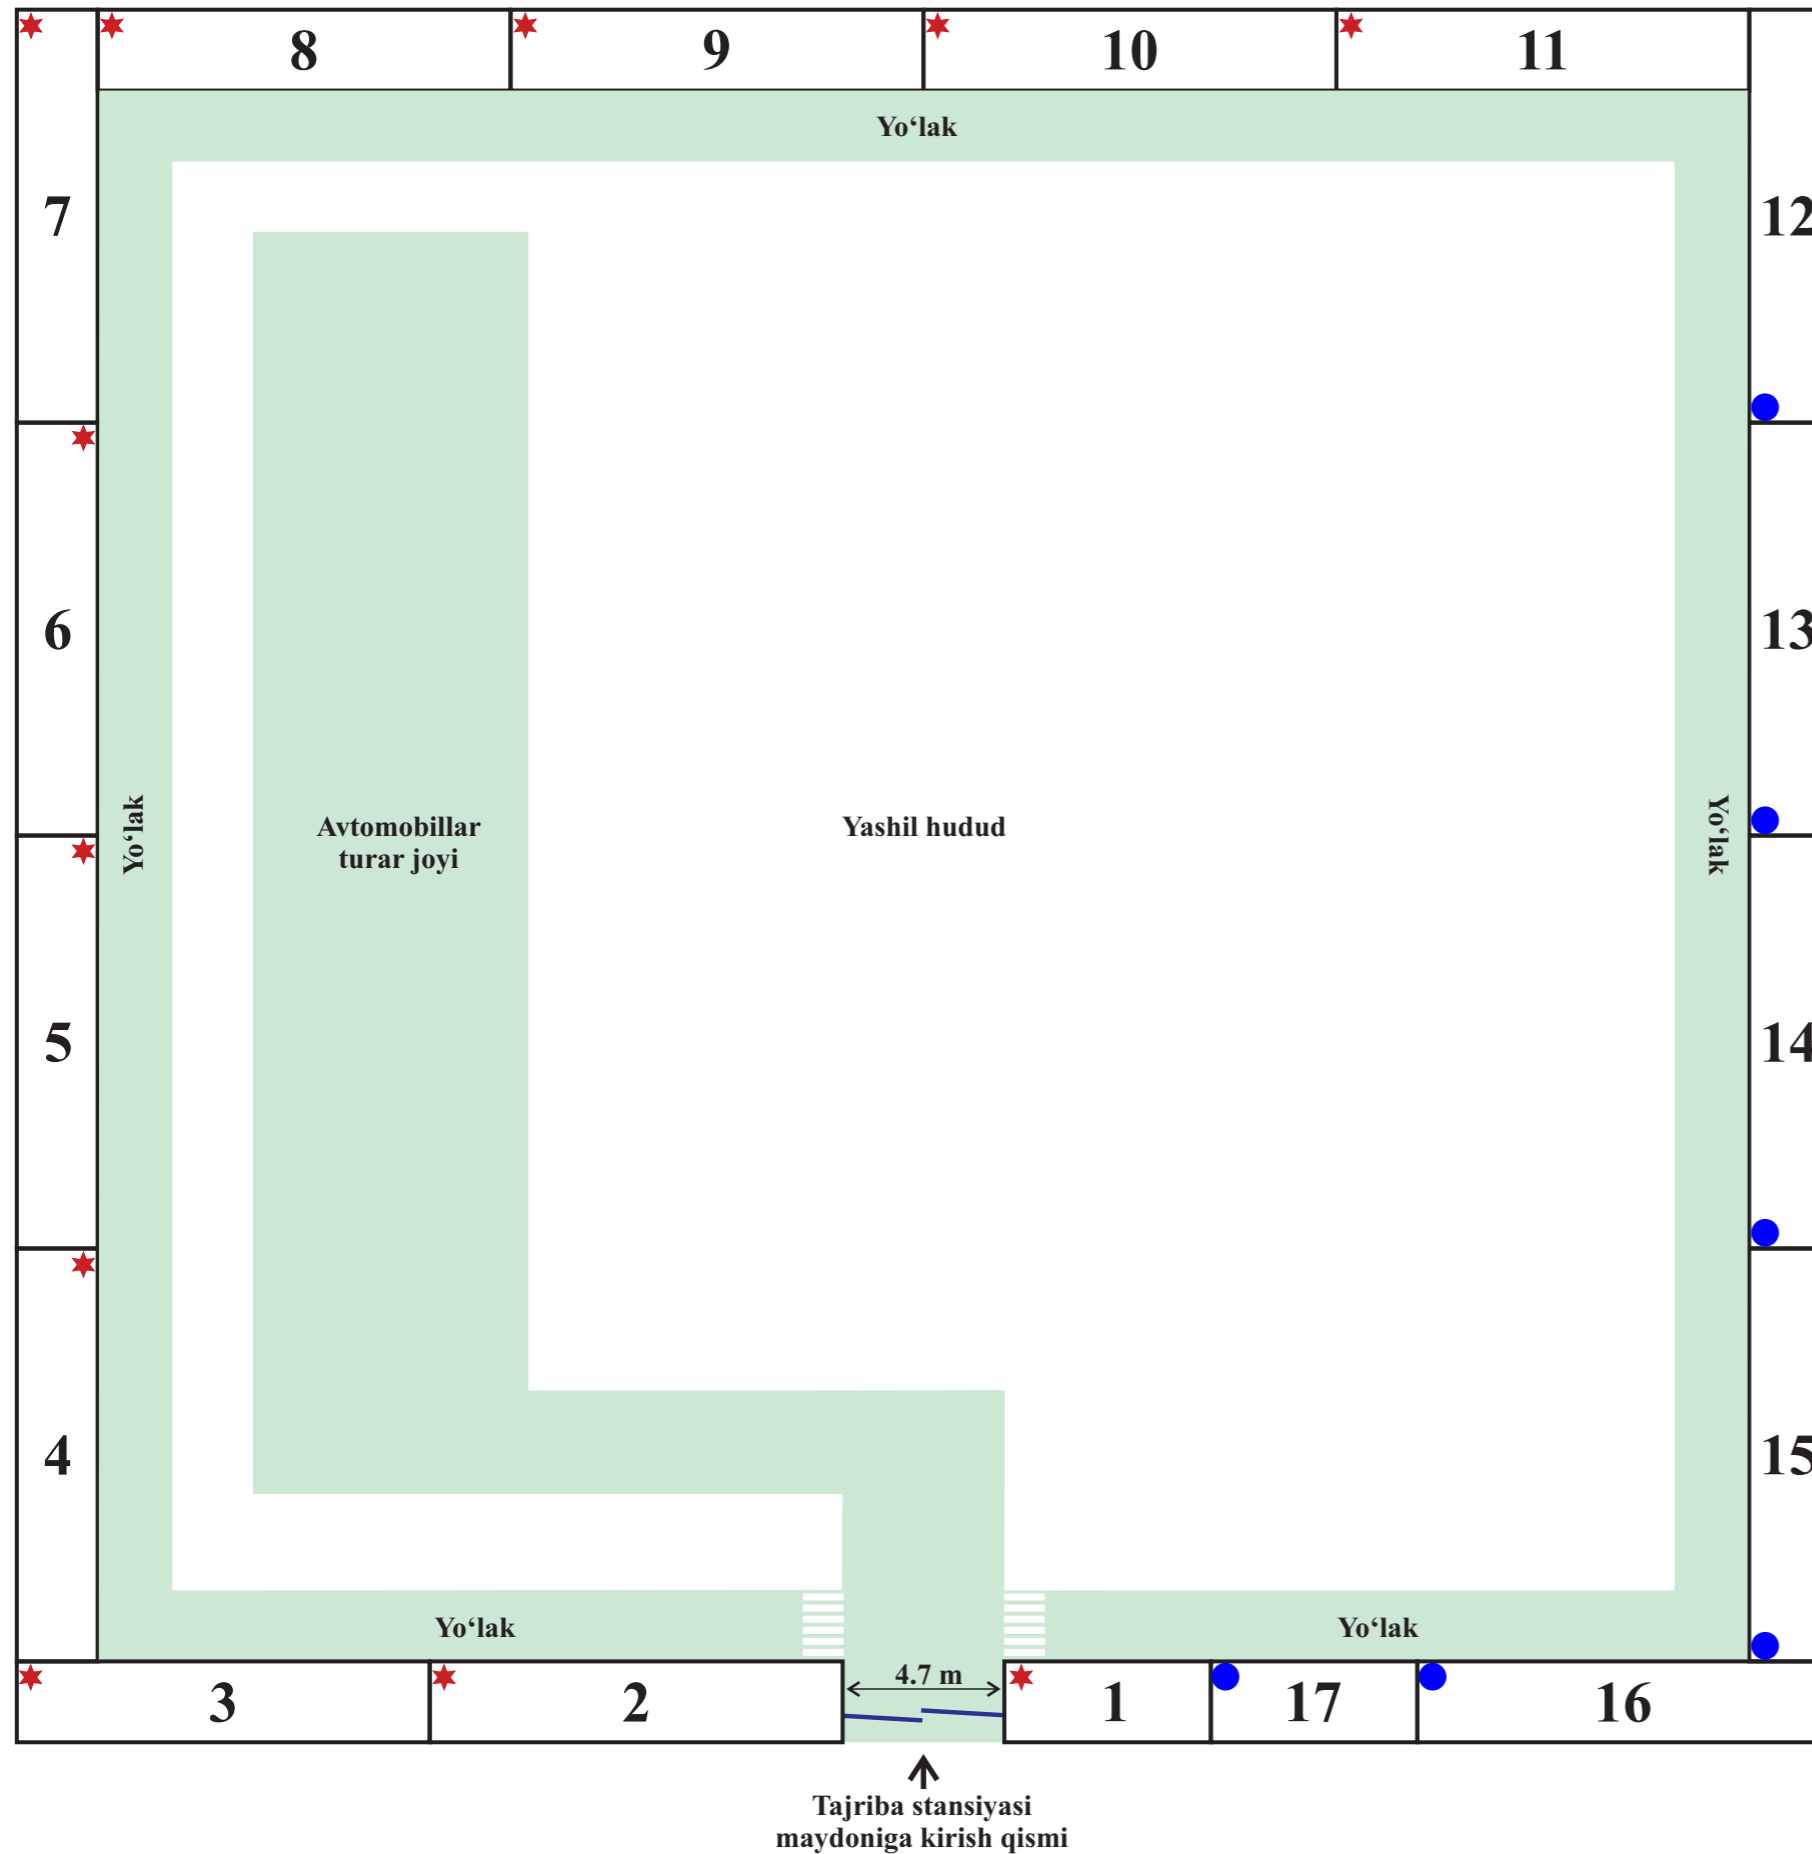 8 9 10 11
Yo‘lak
7 12
6 13
Yo‘lak
Avtomobillar
turar joyi
Yashil hudud
Yo‘lak
5 14
4 15
Yo‘lak
Yo‘lak
4.7 m
3 2 1 17 16
Tajriba stansiyasi
maydoniga kirish qismi